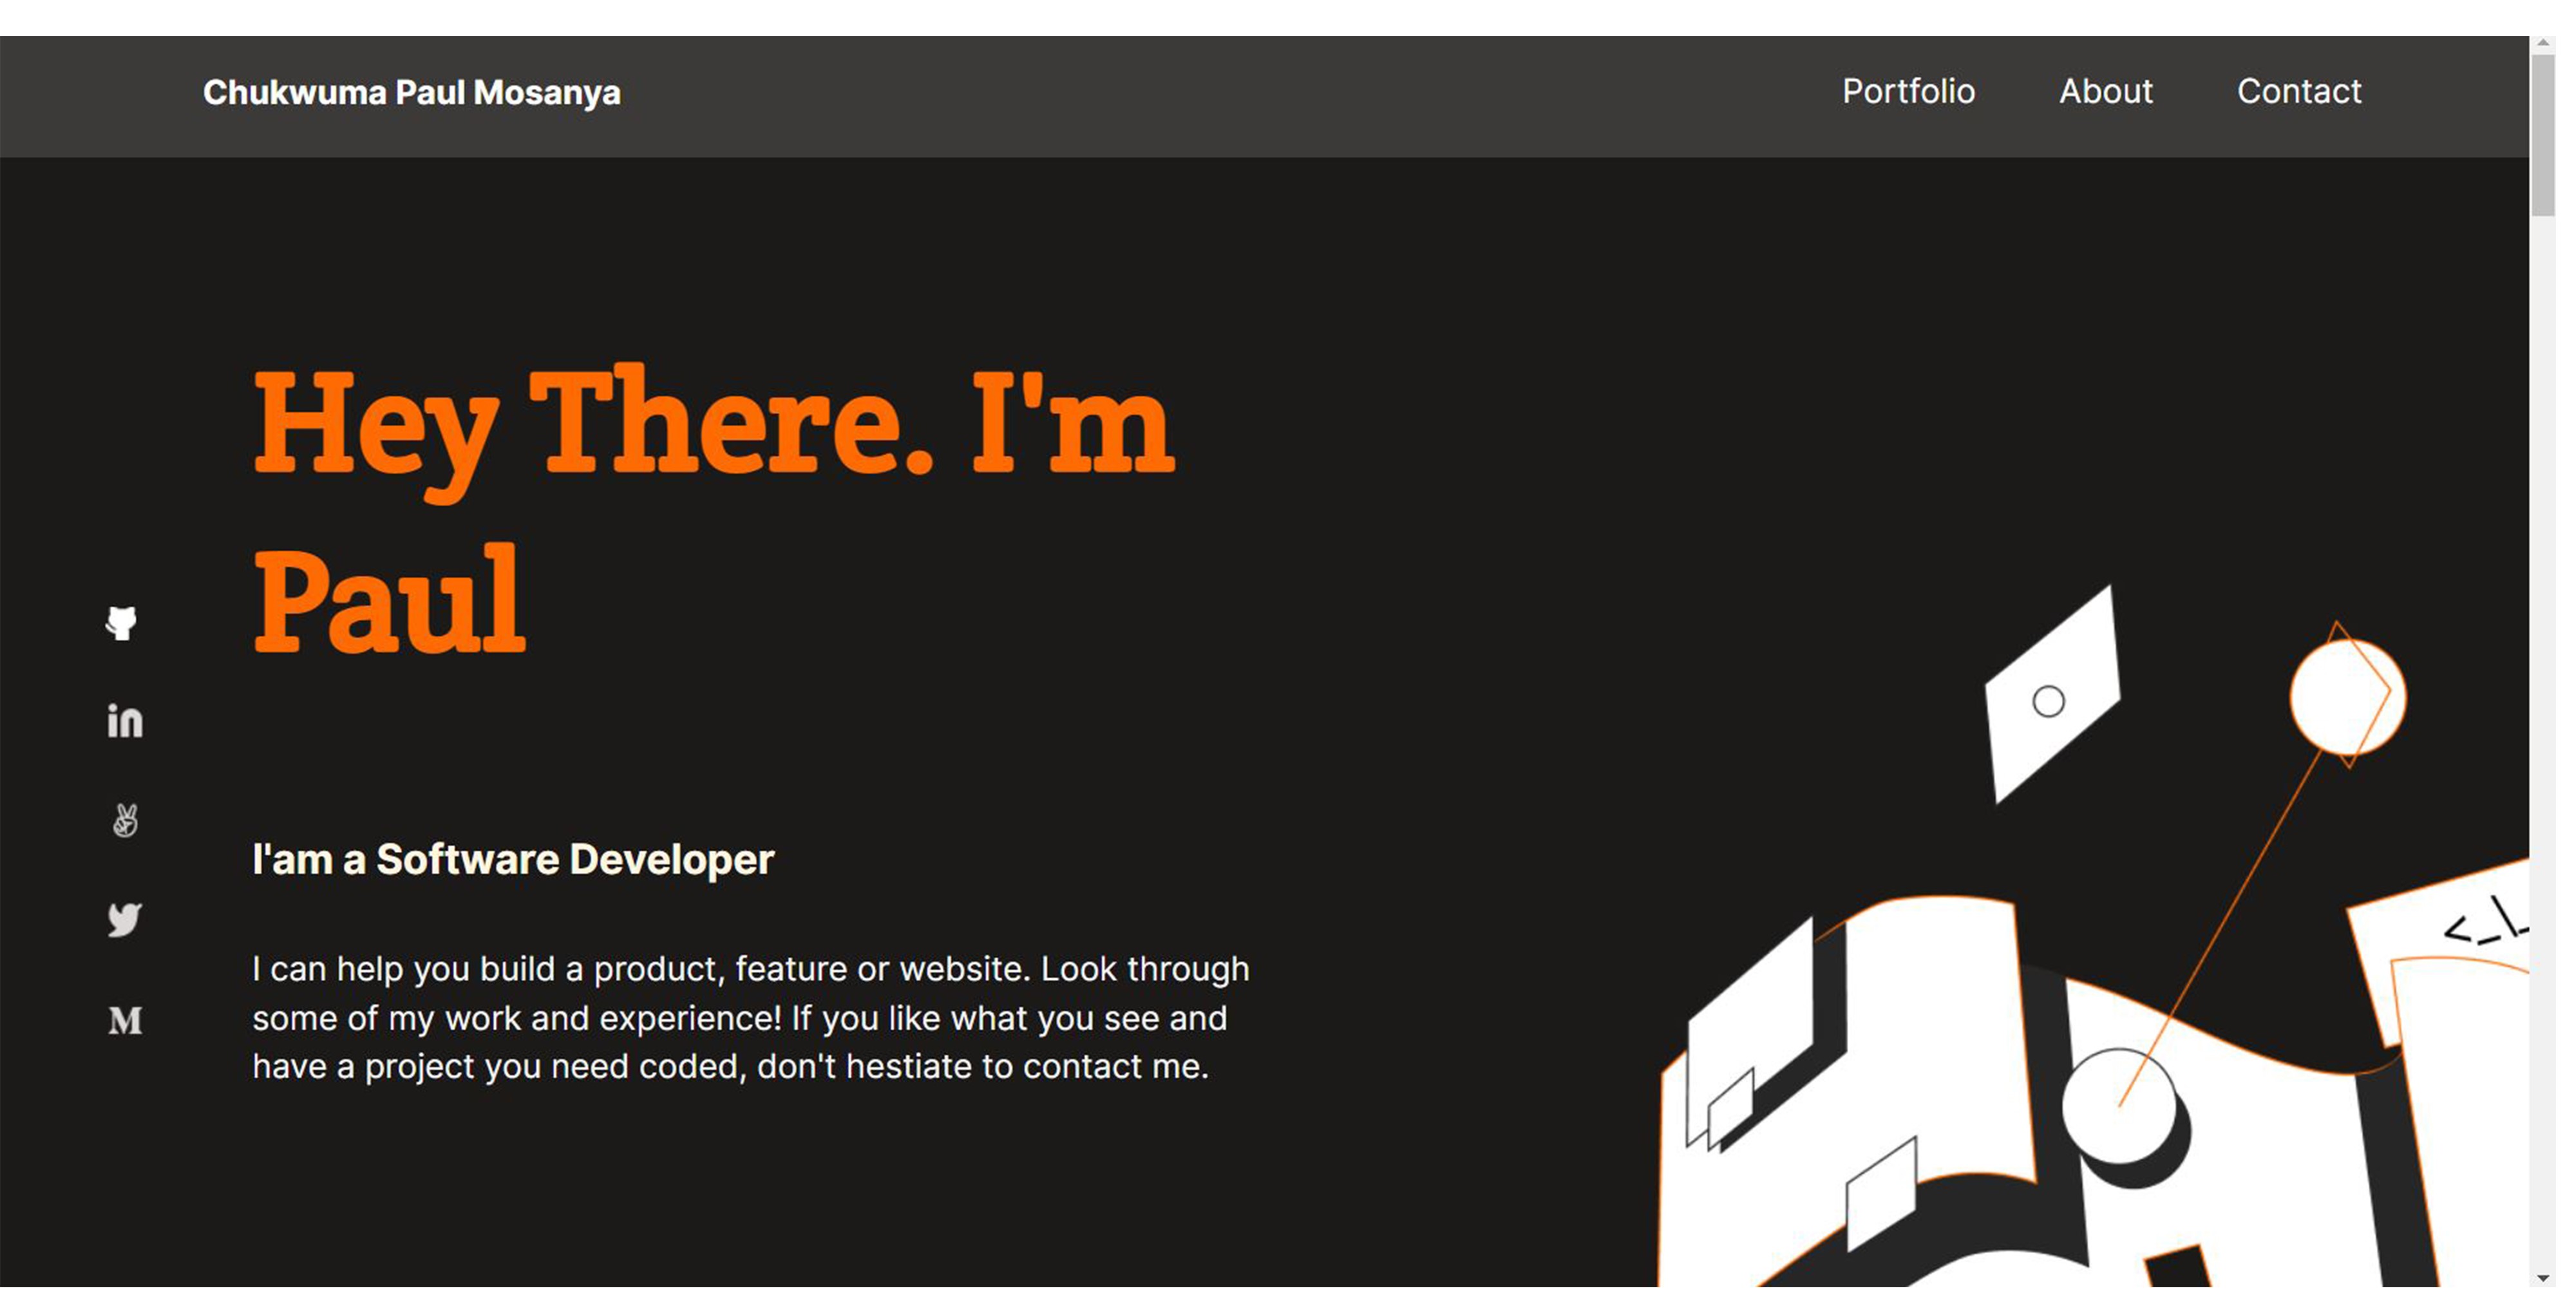 Chukwuma Paul Mosanya
Portfolio
About
Contact
Hey There. I'm
Paul
I'am a Software Developer
I can help you build a product, feature or website. Look through
some of my work and experience! If you like what you see and
have a project you need coded, don't hestiate to contact me.
in
M